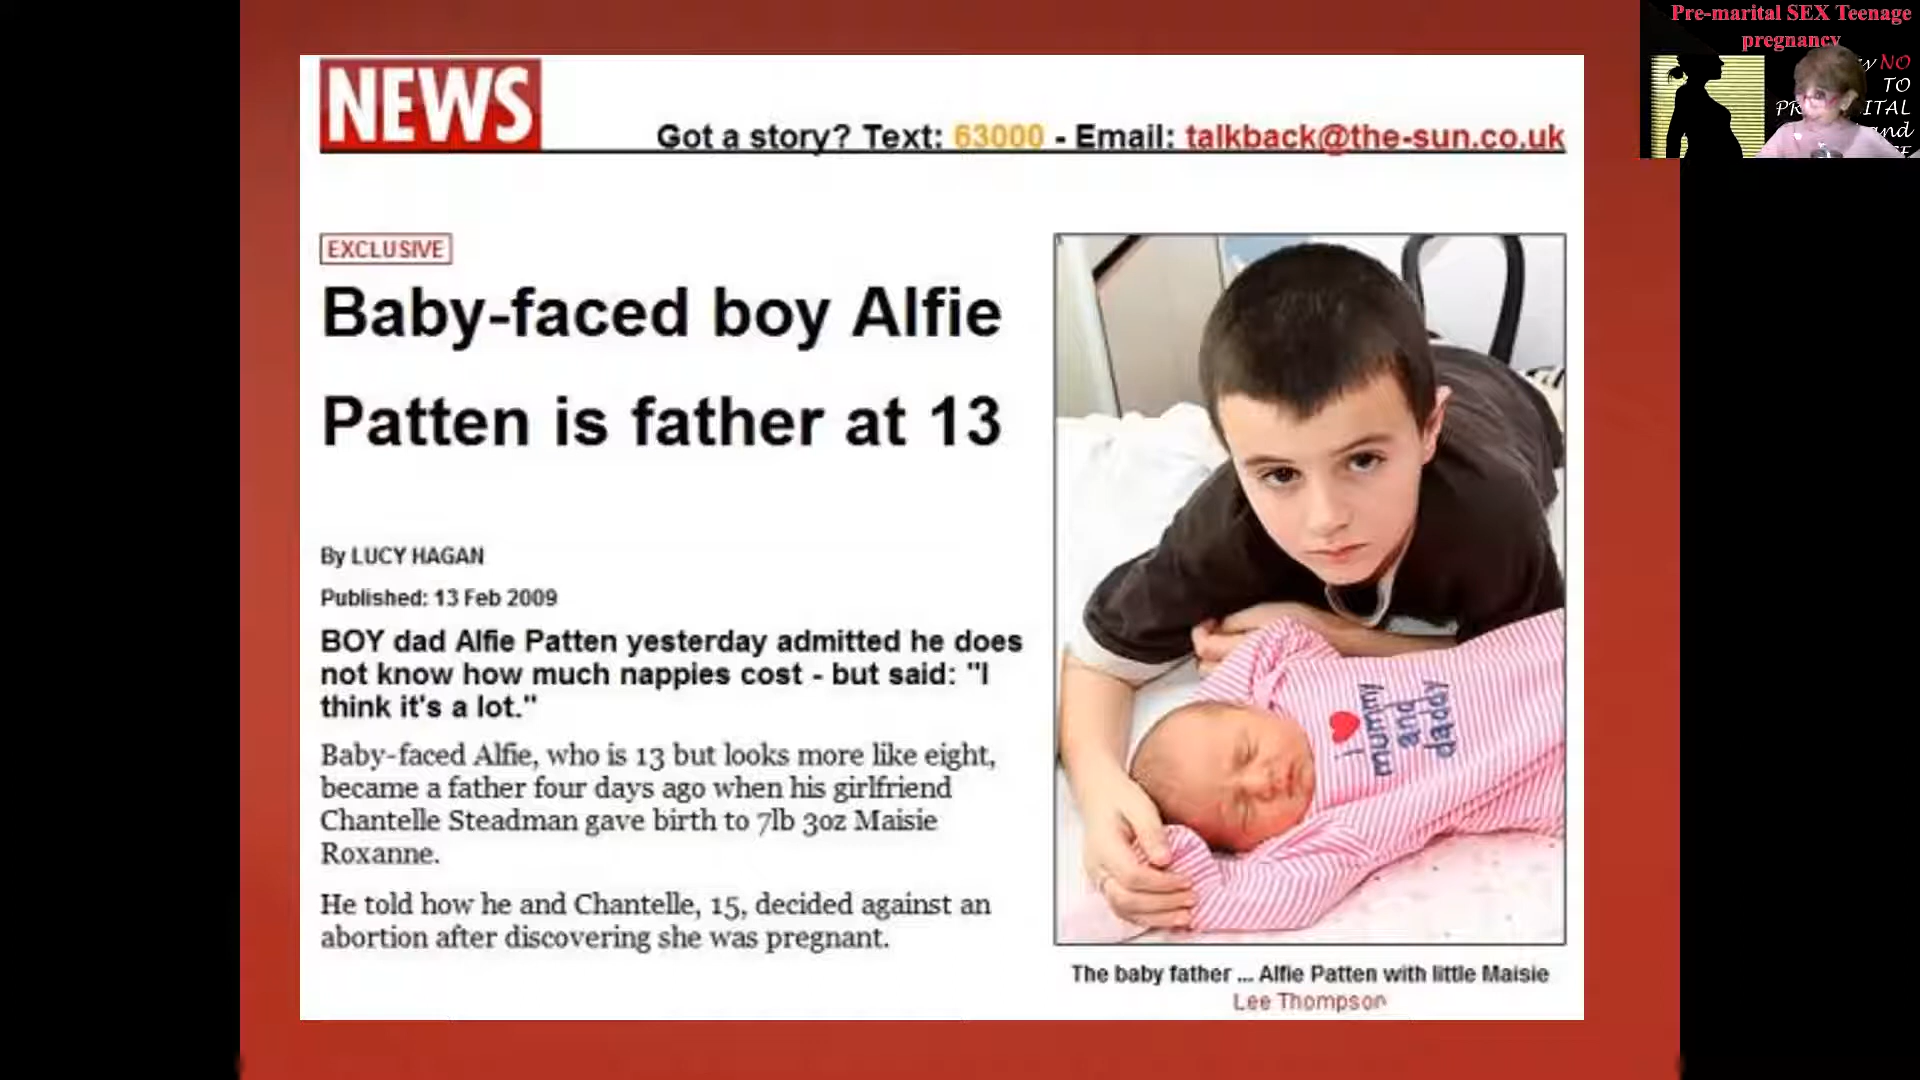 NEWS
Got a story? Text: 63000 - Email: talkback@the-sun.co.uk
EXCLUSIVE
Baby-faced boy Alfie
Patten is father at 13
By LUCY HAGAN
Published: 13 Feb 2009
BOY dad Alfie Patten yesterday admitted he does
not know how much nappies cost - but said: "I
think it's a lot."
Baby-faced Alfie, who is 13 but looks more like eight,
became a father four days ago when his girlfriend
Chantelle Steadman gave birth to 7lb 3oz Maisie
Roxanne.
He told how he and Chantelle, 15, decided against an
abortion after discovering she was pregnant.
i
mummy
and
daddy
The baby father ... Alfie Patten with little Maisie
Lee Thompson
Pre-marital SEX Teenage
pregnancy
NO
TO
and